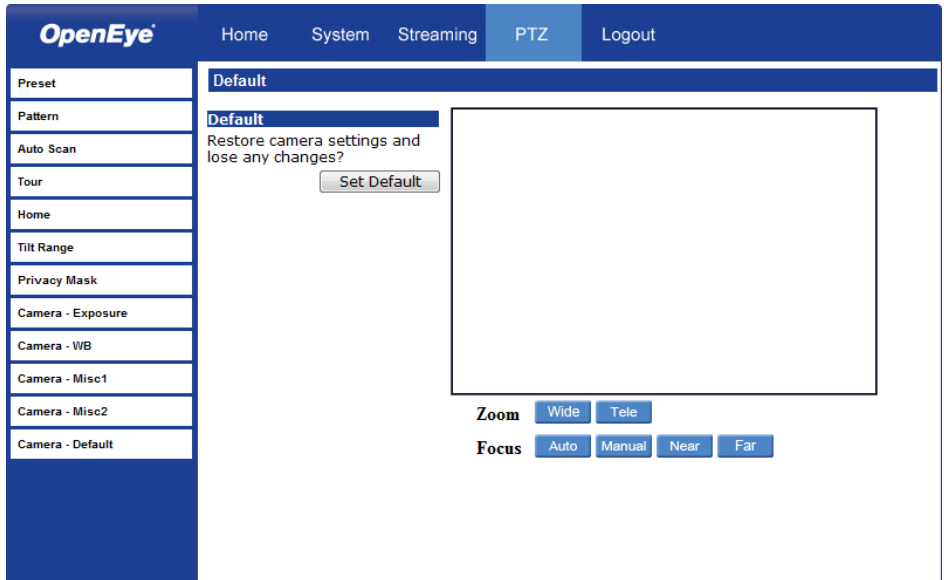 OpenEye
Home
System
Streaming
PTZ
Logout
Preset
Pattern
Auto Scan
Tour
Home
Tilt Range
Privacy Mask
Camera - Exposure
Camera - WB
Camera - Misc1
Camera - Misc2
Camera - Default
Default
Default
Restore camera settings and
lose any changes?
Set Default
Zoom Wide Tele
Focus Auto Manual Near Far